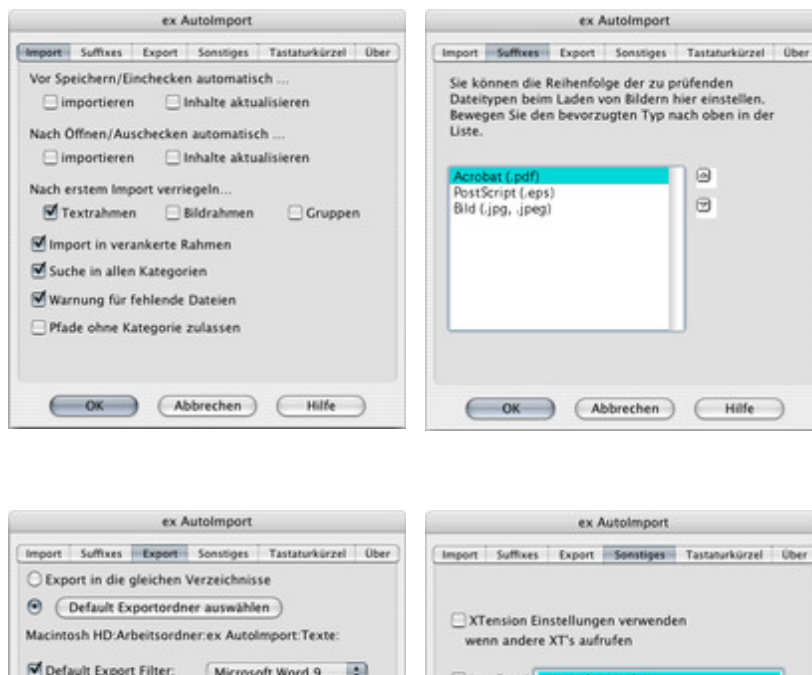 ex AutoImport
Import Suffixes Export Sonstiges Tastaturkürzel Über
Vor Speichern/Einchecken automatisch ...
importieren Inhalte aktualisieren
Nach Öffnen/Auschecken automatisch ...
importieren Inhalte aktualisieren
Nach erstem Import verriegeln...
Textrahmen Bildrahmen Gruppen
Import in verankerte Rahmen
Suche in allen Kategorien
Warnung für fehlende Dateien
Pfade ohne Kategorie zulassen
OK Abbrechen Hilfe
ex AutoImport
Import Suffixes Export Sonstiges Tastaturkürzel Über
Sie können die Reihenfolge der zu prüfenden
Dateitypen beim Laden von Bildern hier einstellen.
Bewegen Sie den bevorzugten Typ nach oben in der
Liste.
Acrobat (.pdf)
PostScript (.eps)
Bild (.jpg, .jpeg)
OK Abbrechen Hilfe
ex AutoImport
Import Suffixes Export Sonstiges Tastaturkürzel Über
Export in die gleichen Verzeichnisse
Default Exportordner auswählen
Macintosh HD:Arbeitsordner:ex AutoImport:Texte:
Default Export Filter: Microsoft Word 9
ex AutoImport
Import Suffixes Export Sonstiges Tastaturkürzel Über
XTension Einstellungen verwenden
wenn andere XT's aufrufen